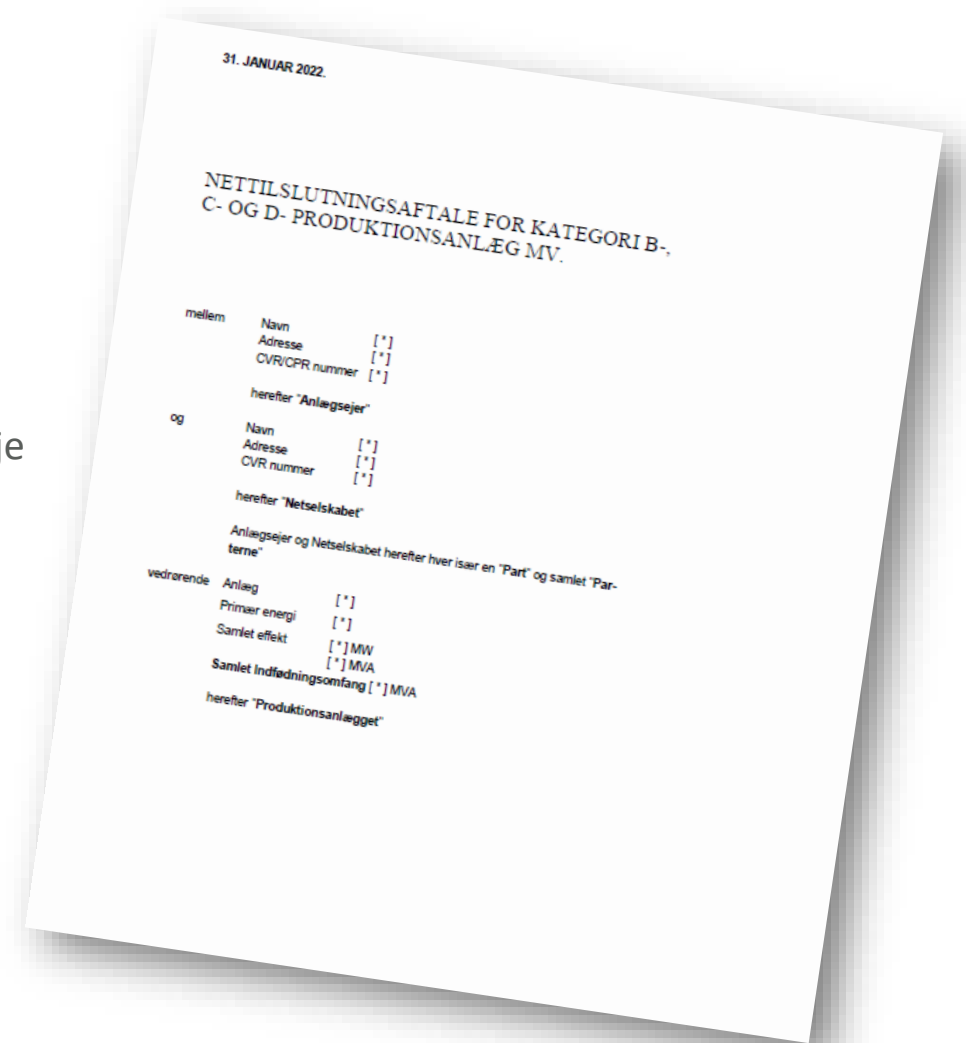 31. JANUAR 2022.
NETTILSLUTNINGSAFTALE FOR KATEGORI B-,
C- OG D- PRODUKTIONSANLÆG MV.
mellem Navn [ * ]
Adresse [ * ]
CVR/CPR nummer [ * ]
herefter "Anlægsejer"
og Navn [ * ]
Adresse [ * ]
CVR nummer [ * ]
herefter "Netselskabet"
Anlægsejer og Netselskabet herefter hver især en "Part" og samlet "Par-
terne"
vedrørende Anlæg [ * ]
Primær energi [ * ]
Samlet effekt [ * ] MW
[ * ] MVA
Samlet Indfødningsomfang [ * ] MVA
herefter "Produktionsanlægget"